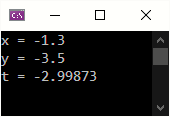 x = -1.3
y = -3.5
t = -2.99873